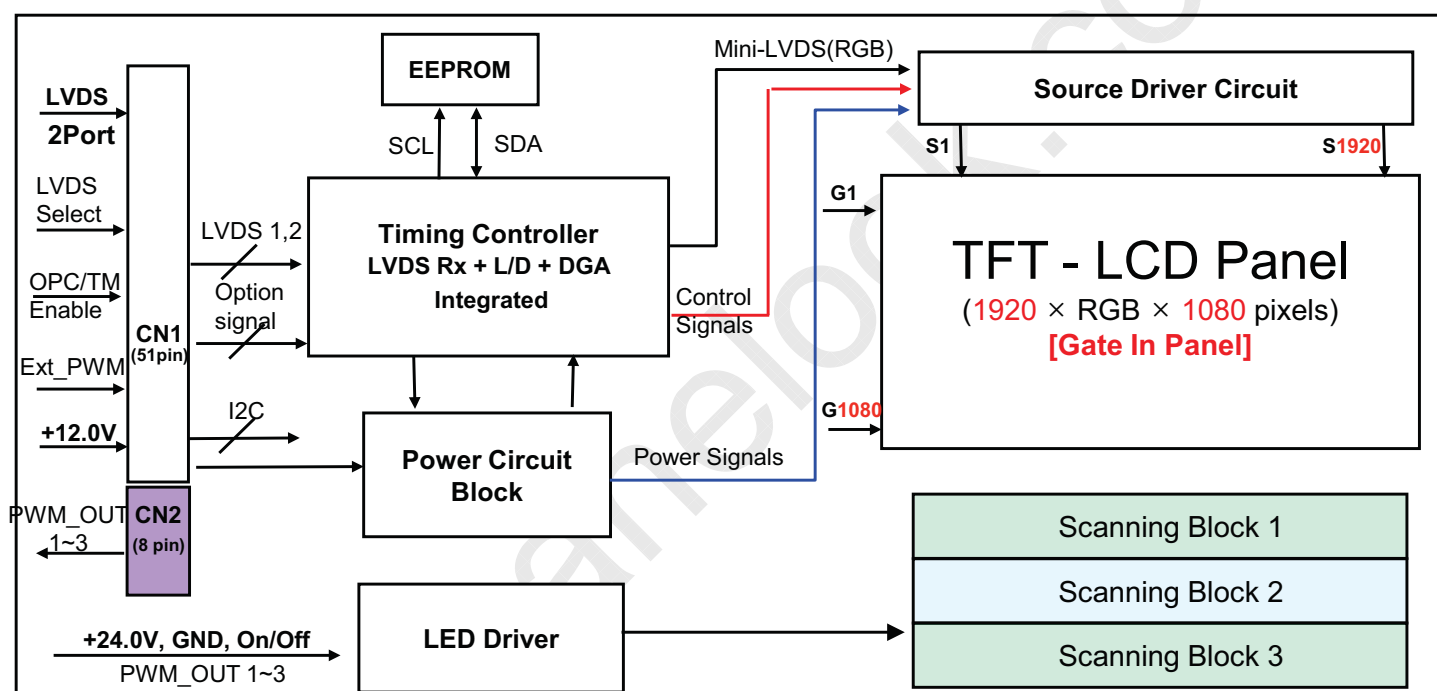 EEPROM
Mini-LVDS(RGB)
Source Driver Circuit
LVDS
2Port
SCL
SDA
S1
S1920
LVDS
Select
G1
LVDS 1,2
Timing Controller
LVDS Rx + L/D + DGA
Integrated
TFT - LCD Panel
(1920 × RGB × 1080 pixels)
[Gate In Panel]
OPC/TM
Enable
Option
signal
Control
Signals
CN1
(51pin)
Ext_PWM
I2C
G1080
+12.0V
Power Circuit
Block
Power Signals
CN2
(8 pin)
PWM_OUT
1~3
Scanning Block 1
Scanning Block 2
Scanning Block 3
+24.0V, GND, On/Off
PWM_OUT 1~3
LED Driver